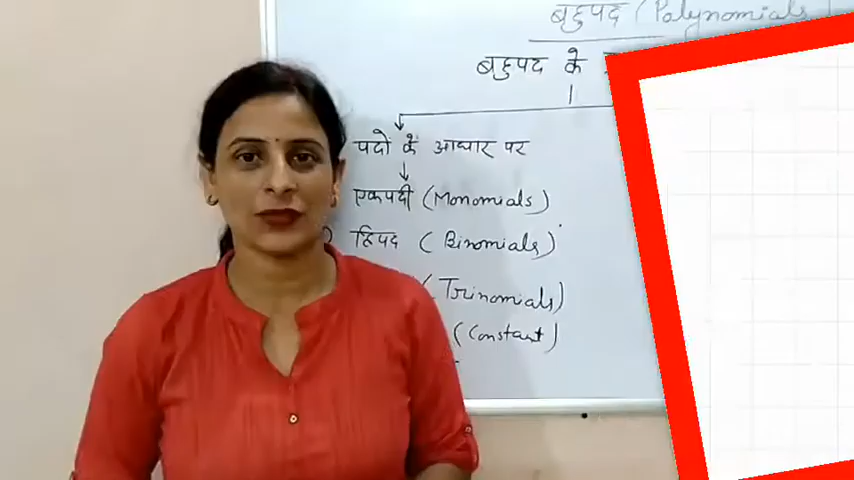 बहुपद (Polynomials)
बहुपद के
पदों के आधार पर
एकपदी (Monomials)
द्विपद (Binomials)
(Trinomials)
(Constant)